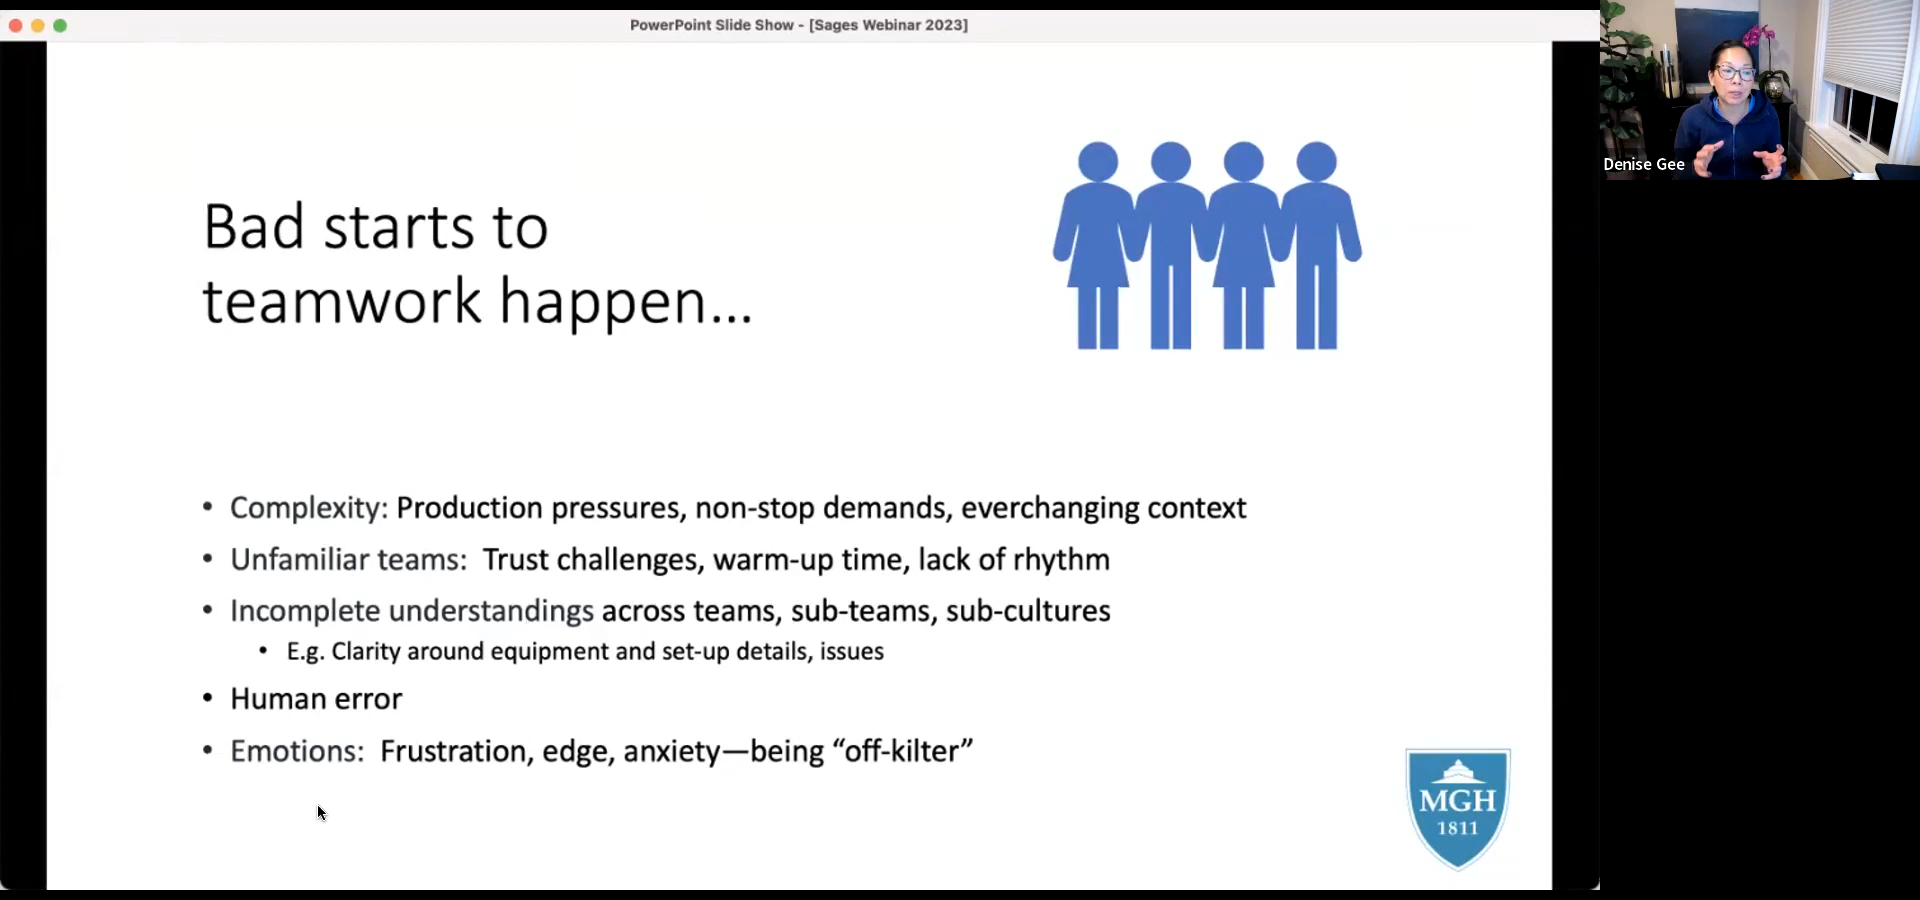 PowerPoint Slide Show - [Sages Webinar 2023]
Denise Gee
Bad starts to
teamwork happen...
• Complexity: Production pressures, non-stop demands, everchanging context
• Unfamiliar teams: Trust challenges, warm-up time, lack of rhythm
• Incomplete understandings across teams, sub-teams, sub-cultures
• E.g. Clarity around equipment and set-up details, issues
• Human error
• Emotions: Frustration, edge, anxiety—being “off-kilter”
MGH
1811